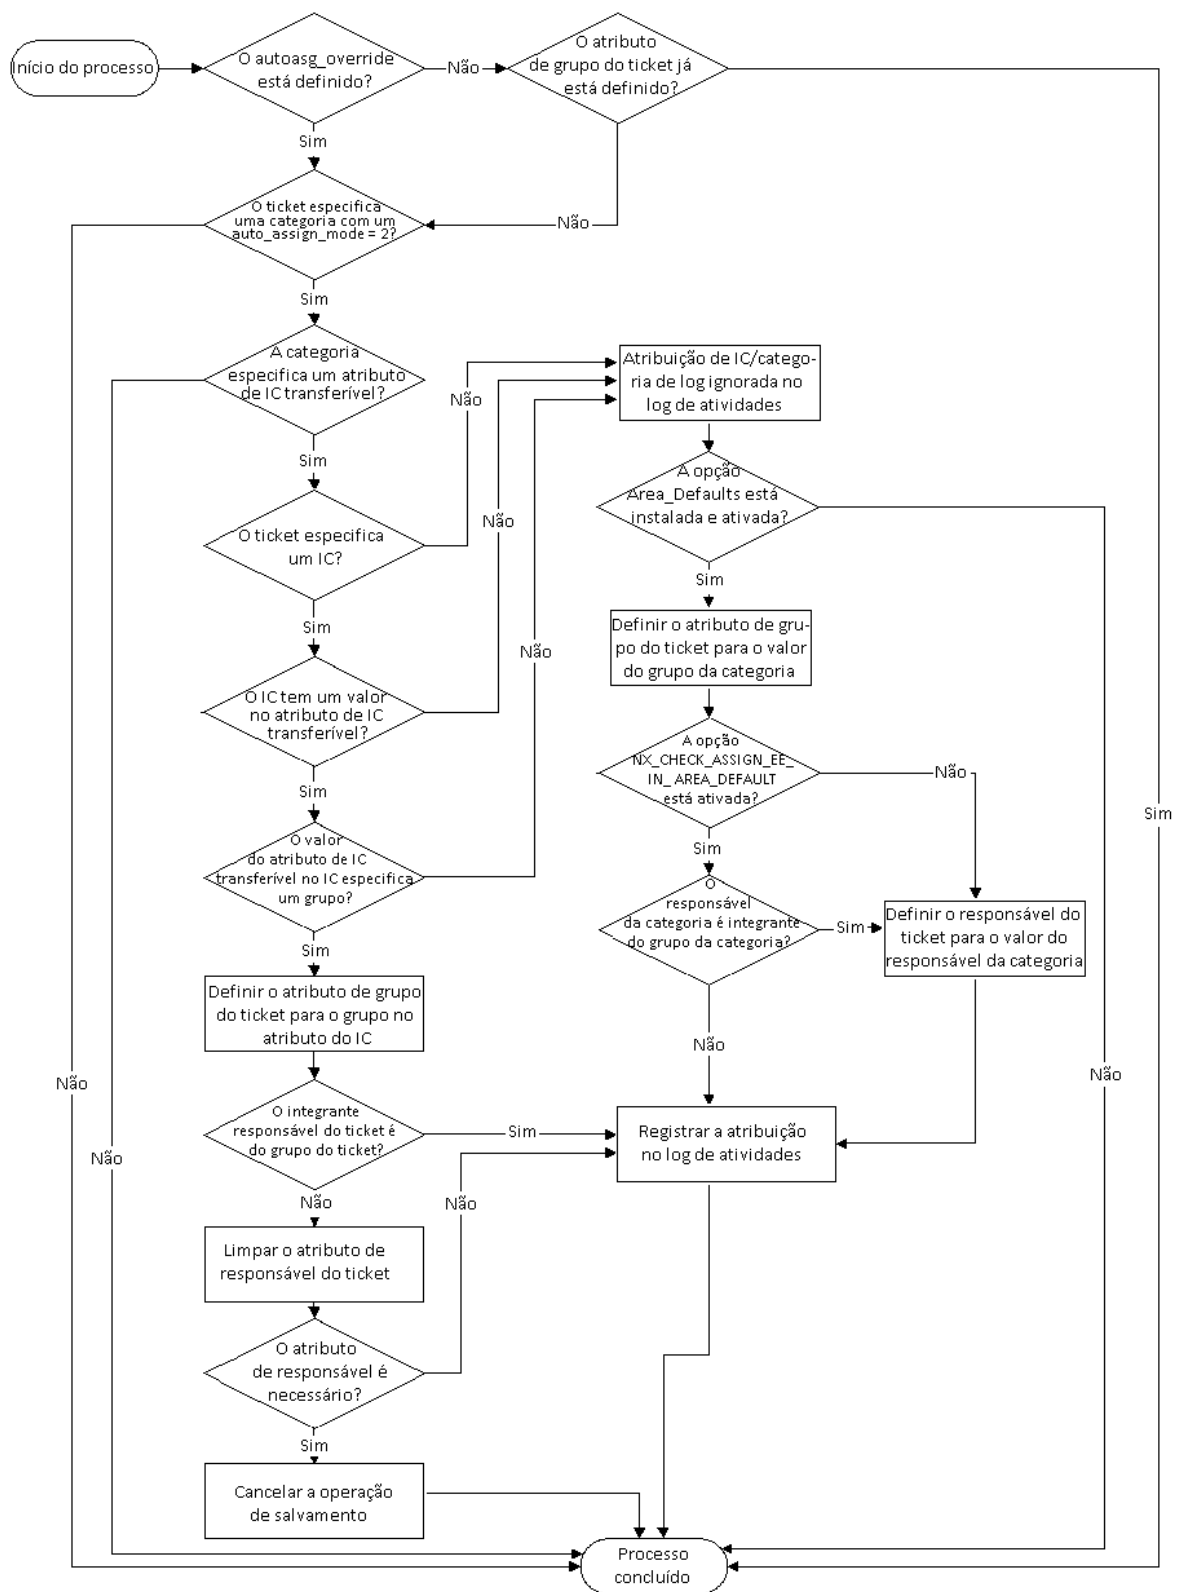 Início do processo
O autoasg_override
está definido?
Não
O atributo
de grupo do ticket já
está definido?
Sim
O ticket especifica
uma categoria com um
auto_assign_mode = 2?
Não
Sim
A categoria
especifica um atributo
de IC transferível?
Não
Atribuição de IC/catego-
ria de log ignorada no
log de atividades
Sim
A opção
Area_Defaults está
instalada e ativada?
Não
O ticket especifica
um IC?
Sim
Definir o atributo de gru-
po do ticket para o valor
do grupo da categoria
Sim
Não
O IC tem um valor
no atributo de IC
transferível?
A opção
NX_CHECK_ASSIGN_EE_
IN_ AREA_DEFAULT
está ativada?
Não
Sim
Sim
O valor
do atributo de IC
transferível no IC especifica
um grupo?
Sim
O
responsável
da categoria é integrante
do grupo da categoria?
Sim
Definir o responsável do
ticket para o valor do
responsável da categoria
Sim
Definir o atributo de grupo
do ticket para o grupo no
atributo do IC
Não
Não
Não
O integrante
responsável do ticket é
do grupo do ticket?
Sim
Registrar a atribuição
no log de atividades
Não
Não
Não
Limpar o atributo de
responsável do ticket
O atributo
de responsável é
necessário?
Sim
Cancelar a operação
de salvamento
Processo
concluído